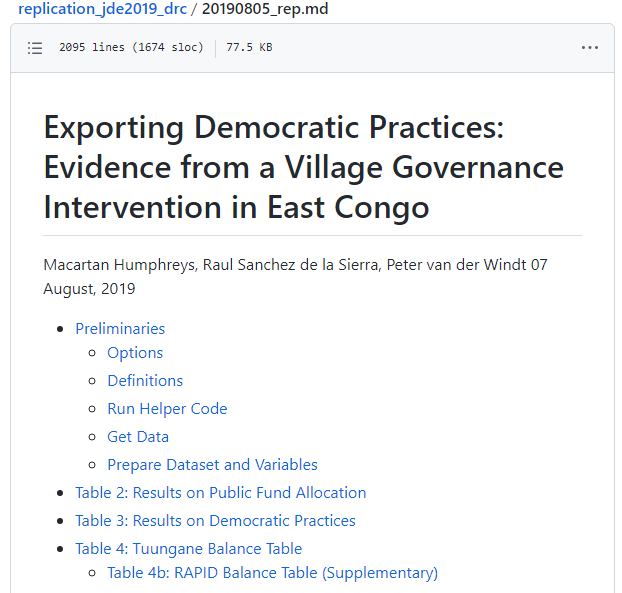 replication_jde2019_drc / 20190805_rep.md
2095 lines (1674 sloc) 77.5 KB
Exporting Democratic Practices:
Evidence from a Village Governance
Intervention in East Congo
Macartan Humphreys, Raul Sanchez de la Sierra, Peter van der Windt 07
August, 2019
Preliminaries
Options
Definitions
Run Helper Code
Get Data
Prepare Dataset and Variables
Table 2: Results on Public Fund Allocation
Table 3: Results on Democratic Practices
Table 4: Tuungane Balance Table
Table 4b: RAPID Balance Table (Supplementary)